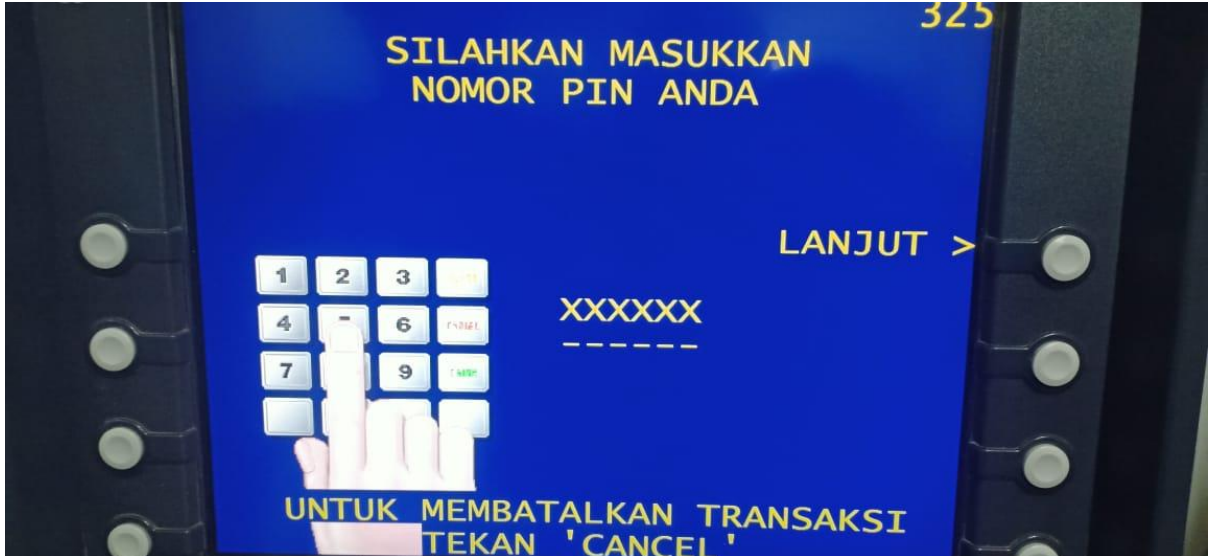 325
SILAHKAN MASUKKAN
NOMOR PIN ANDA
LANJUT >
1 2 3
4 6 CANCEL
7 9
XXXXXX
------
UNTUK MEMBATALKAN TRANSAKSI
TEKAN 'CANCEL'